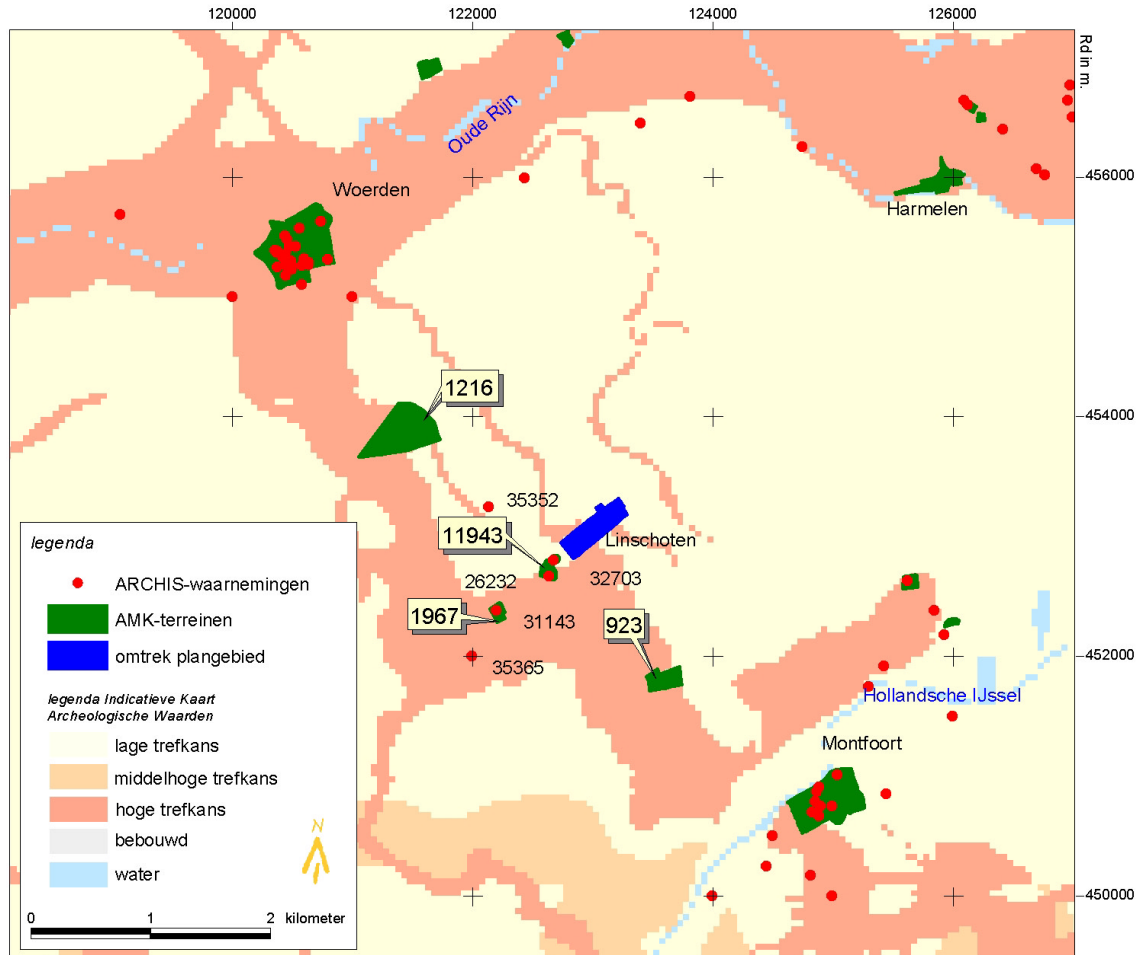 120000
122000
124000
126000
Rd in m.
Oude Rijn
456000
Woerden
Harmelen
1216
454000
35352
11943
Linschoten
26232
32703
1967
31143
923
452000
35365
Hollandsche IJssel
Montfoort
450000
legenda
ARCHIS-waarnemingen
AMK-terreinen
omtrek plangebied
legenda Indicatieve Kaart
Archeologische Waarden
lage trefkans
middelhoge trefkans
hoge trefkans
bebouwd
water
N
0 1 2 kilometer